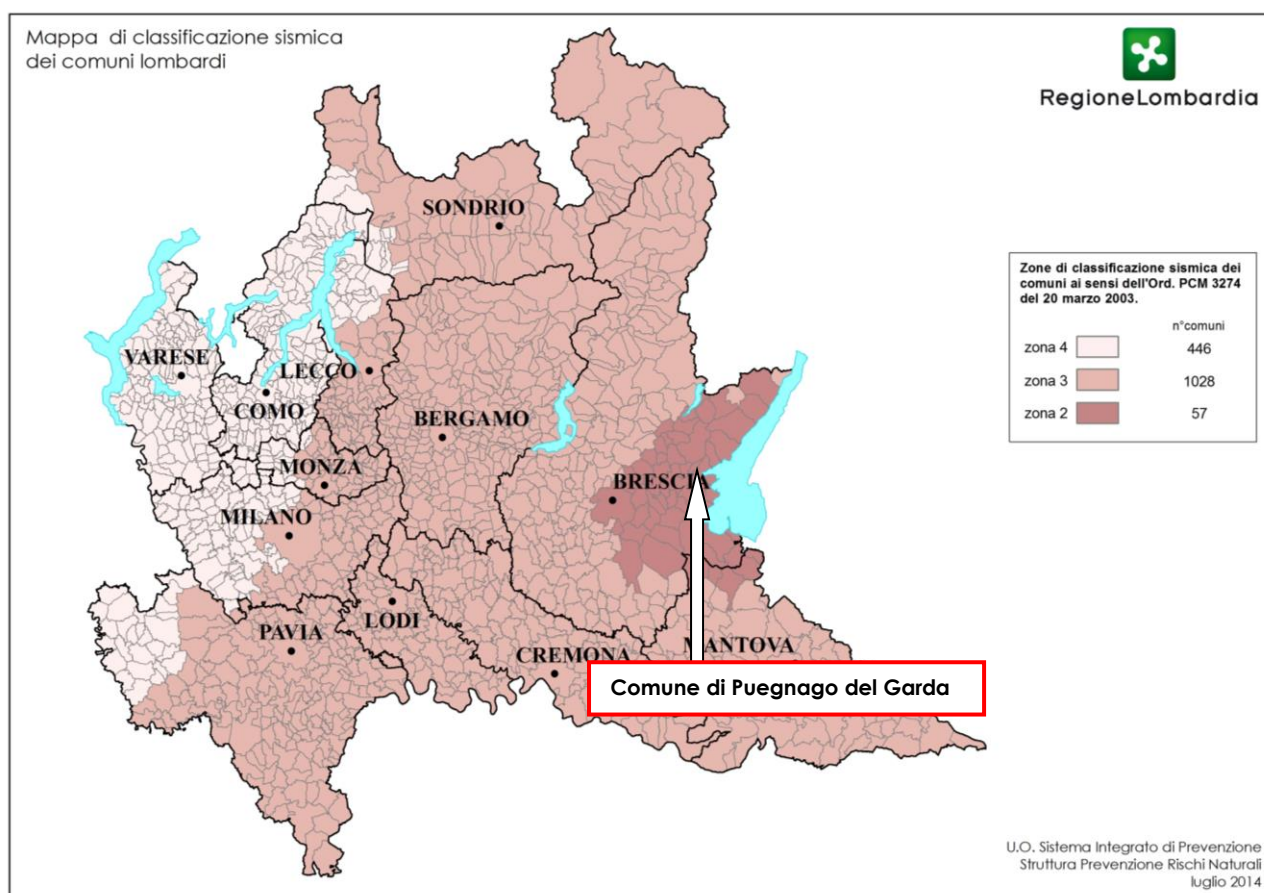 Mappa di classificazione sismica
dei comuni lombardi
RegioneLombardia
SONDRIO
Zone di classificazione sismica dei
comuni ai sensi dell'Ord. PCM 3274
del 20 marzo 2003.
n°comuni
zona 4 446
zona 3 1028
zona 2 57
VARESE
LECCO
COMO
BERGAMO
MONZA
BRESCIA
MILANO
LODI
PAVIA
MANTOVA
CREMONA
Comune di Puegnago del Garda
U.O. Sistema Integrato di Prevenzione
Struttura Prevenzione Rischi Naturali
luglio 2014